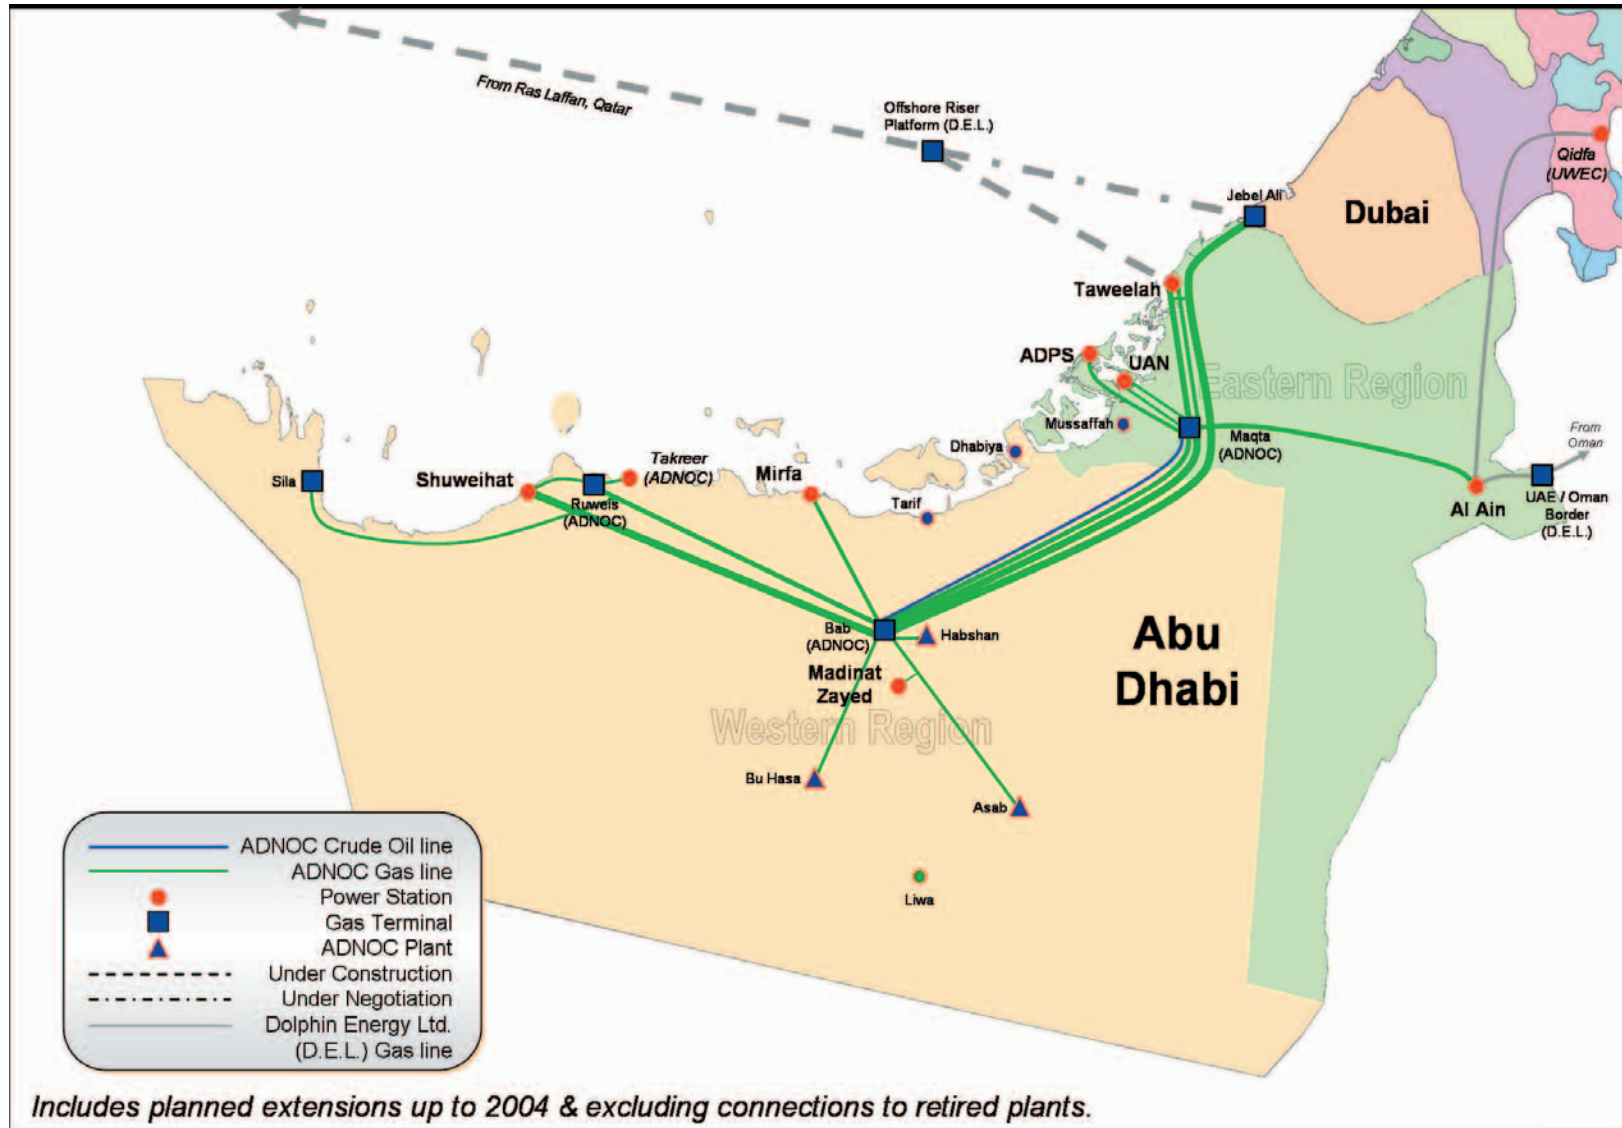 From Ras Laffan, Qatar
Offshore Riser
Platform (D.E.L.)
Qidfa
(UWEC)
Jebel Ali
Dubai
Taweelah
ADPS
UAN
Eastern Region
Mussaffah
Maqta
(ADNOC)
From
Oman
Dhabiya
Takreer
(ADNOC)
Shuweihat
Mirfa
Sila
Ruweis
(ADNOC)
Tarif
Al Ain
UAE / Oman
Border
(D.E.L.)
Bab
(ADNOC)
Habshan
Abu
Dhabi
Madinat
Zayed
Western Region
Bu Hasa
Asab
Liwa
ADNOC Crude Oil line
ADNOC Gas line
Power Station
Gas Terminal
ADNOC Plant
Under Construction
Under Negotiation
Dolphin Energy Ltd.
(D.E.L.) Gas line
Includes planned extensions up to 2004 & excluding connections to retired plants.